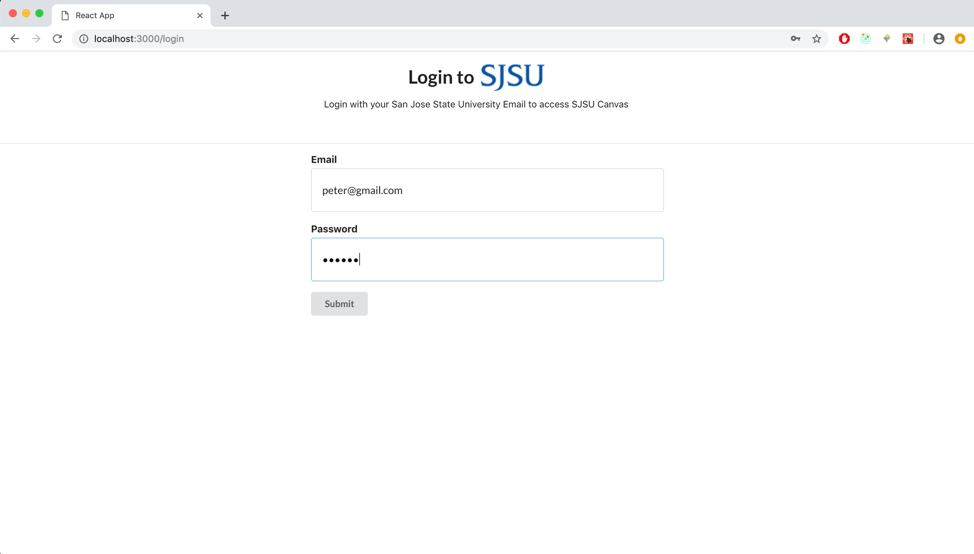 React App
localhost:3000/login
Login to SJSU
Login with your San Jose State University Email to access SJSU Canvas
Email
peter@gmail.com
Password
••••••
Submit